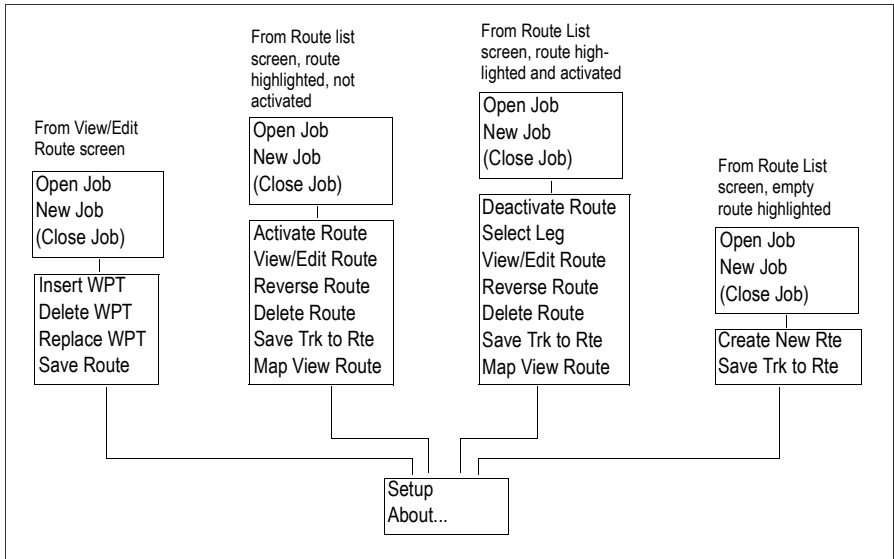 From View/Edit
Route screen
Open Job
New Job
(Close Job)
Insert WPT
Delete WPT
Replace WPT
Save Route
From Route list
screen, route
highlighted, not
activated
Open Job
New Job
(Close Job)
Activate Route
View/Edit Route
Reverse Route
Delete Route
Save Trk to Rte
Map View Route
From Route List
screen, route high-
lighted and activated
Open Job
New Job
(Close Job)
Deactivate Route
Select Leg
View/Edit Route
Reverse Route
Delete Route
Save Trk to Rte
Map View Route
From Route List
screen, empty
route highlighted
Open Job
New Job
(Close Job)
Create New Rte
Save Trk to Rte
Setup
About...